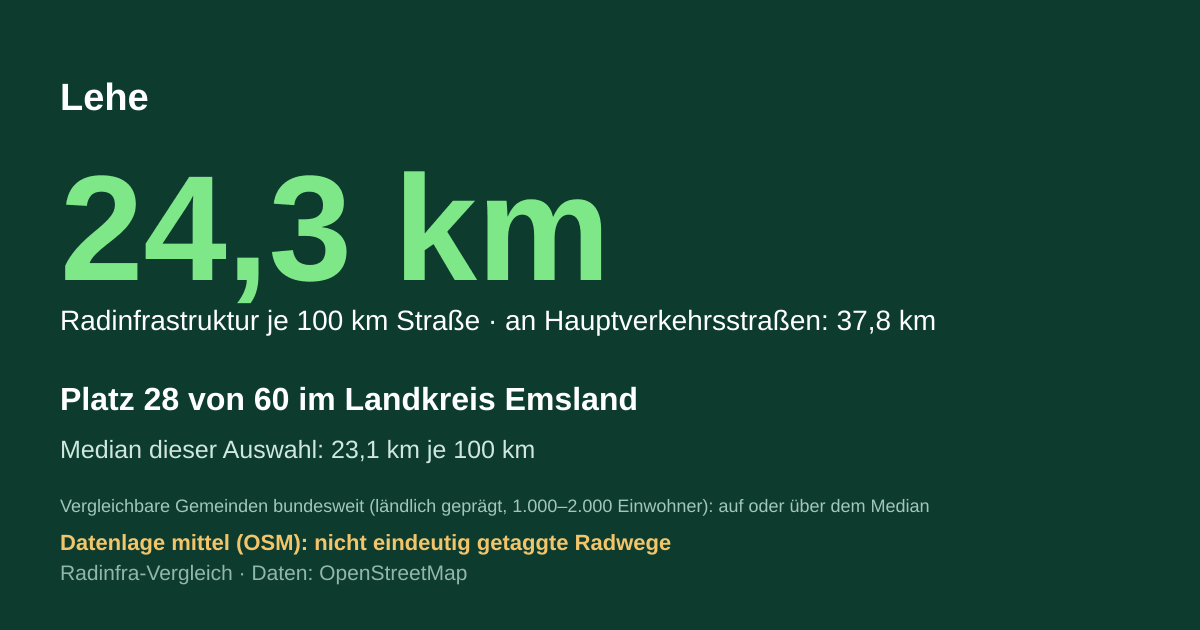 Lehe
24,3 km
Radinfrastruktur je 100 km Straße · an Hauptverkehrsstraßen: 37,8 km
Platz 28 von 60 im Landkreis Emsland
Median dieser Auswahl: 23,1 km je 100 km
Vergleichbare Gemeinden bundesweit (ländlich geprägt, 1.000–2.000 Einwohner): auf oder über dem Median
Datenlage mittel (OSM): nicht eindeutig getaggte Radwege
Radinfra-Vergleich · Daten: OpenStreetMap